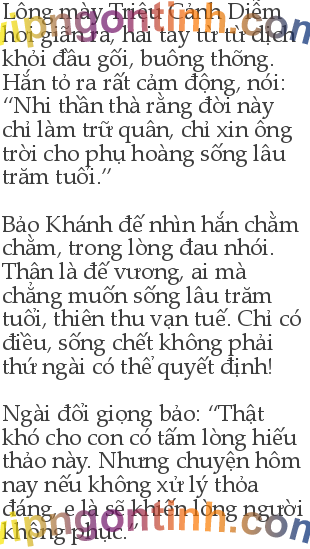 Lông mày Triệu Cảnh Diễm
hơi giãn ra, hai tay từ từ dịch
khỏi đầu gối, buông thõng.
Hắn tỏ ra rất cảm động, nói:
“Nhi thần thà rằng đời này
chỉ làm trữ quân, chỉ xin ông
trời cho phụ hoàng sống lâu
trăm tuổi.”
Bảo Khánh đế nhìn hắn chằm
chằm, trong lòng đau nhói.
Thân là đế vương, ai mà
chẳng muốn sống lâu trăm
tuổi, thiên thu vạn tuế. Chỉ có
điều, sống chết không phải
thứ ngài có thể quyết định!
Ngài đổi giọng bảo: “Thật
khó cho con có tấm lòng hiếu
thảo này. Nhưng chuyện hôm
nay nếu không xử lý thỏa
đáng... là sẽ khiến lòng người
không phục.”